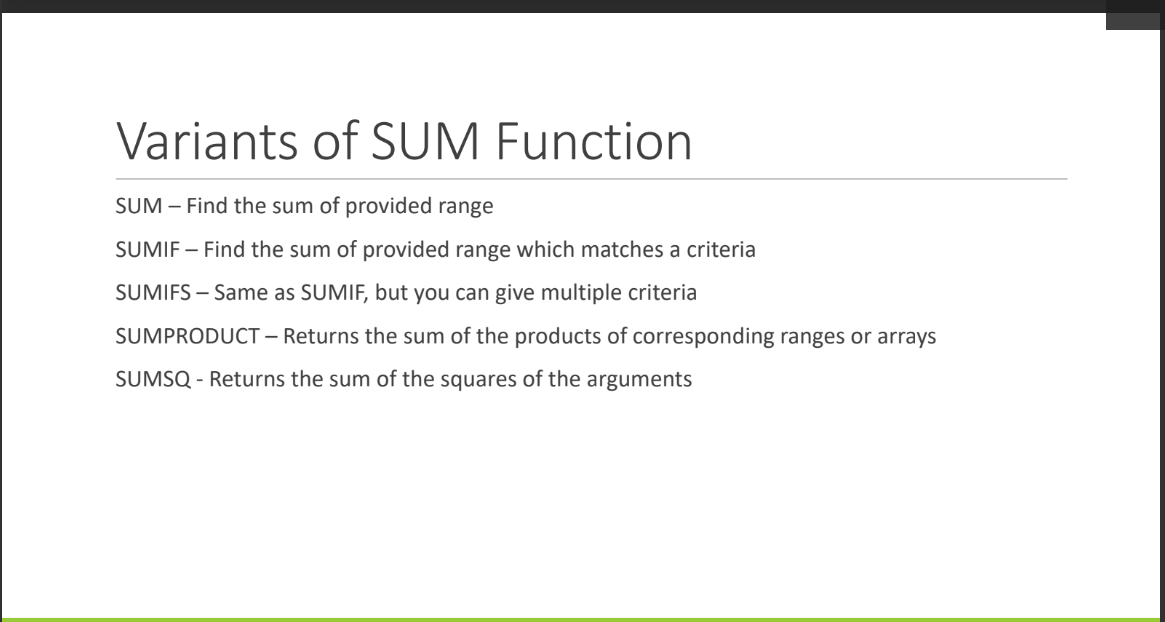 Variants of SUM Function
SUM – Find the sum of provided range
SUMIF – Find the sum of provided range which matches a criteria
SUMIFS – Same as SUMIF, but you can give multiple criteria
SUMPRODUCT – Returns the sum of the products of corresponding ranges or arrays
SUMSQ - Returns the sum of the squares of the arguments